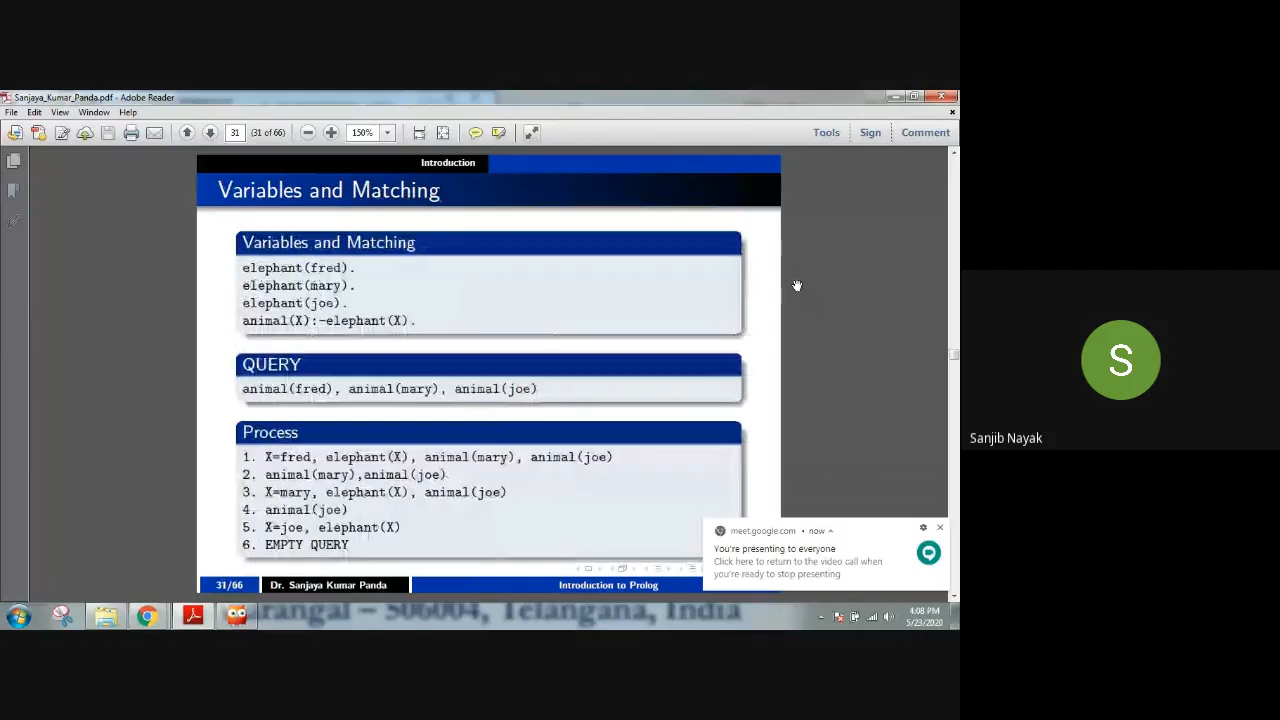 Sanjaya_Kumar_Panda.pdf - Adobe Reader
File Edit View Window Help
31 (31 of 66) 150% Tools Sign Comment
Introduction
Variables and Matching
Variables and Matching
elephant(fred).
elephant(mary).
elephant(joe).
animal(X):-elephant(X).
QUERY
animal(fred), animal(mary), animal(joe)
Process
1. X=fred, elephant(X), animal(mary), animal(joe)
2. animal(mary),animal(joe)
3. X=mary, elephant(X), animal(joe)
4. animal(joe)
5. X=joe, elephant(X)
6. EMPTY QUERY
31/66 Dr. Sanjaya Kumar Panda Introduction to Prolog
meet.google.com • now
You're presenting to everyone
Click here to return to the video call when
you're ready to stop presenting
arangal – 506004, Telangana, India
4:08 PM
5/23/2020
S
Sanjib Nayak